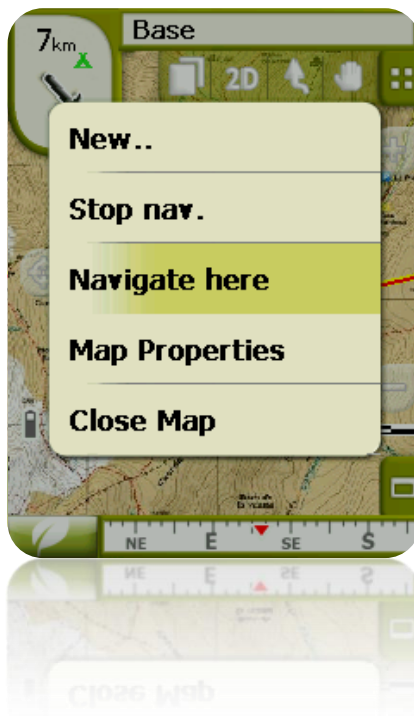 7km
Base
2D
New..
Stop nav.
Navigate here
Map Properties
Close Map
NE E SE S